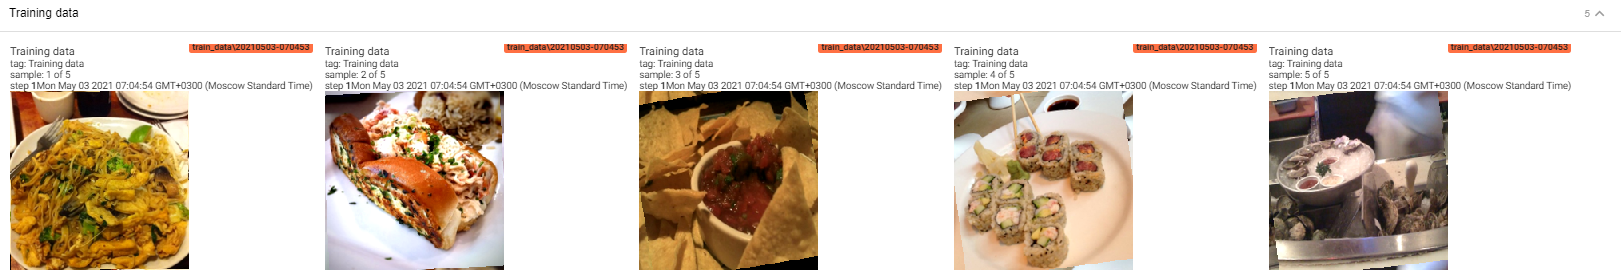 Training data
5
Training data
train_data\20210503-070453
tag: Training data
sample: 1 of 5
step 1Mon May 03 2021 07:04:54 GMT+0300 (Moscow Standard Time)
Training data
train_data\20210503-070453
tag: Training data
sample: 2 of 5
step 1Mon May 03 2021 07:04:54 GMT+0300 (Moscow Standard Time)
Training data
train_data\20210503-070453
tag: Training data
sample: 3 of 5
step 1Mon May 03 2021 07:04:54 GMT+0300 (Moscow Standard Time)
Training data
train_data\20210503-070453
tag: Training data
sample: 4 of 5
step 1Mon May 03 2021 07:04:54 GMT+0300 (Moscow Standard Time)
Training data
train_data\20210503-070453
tag: Training data
sample: 5 of 5
step 1Mon May 03 2021 07:04:54 GMT+0300 (Moscow Standard Time)